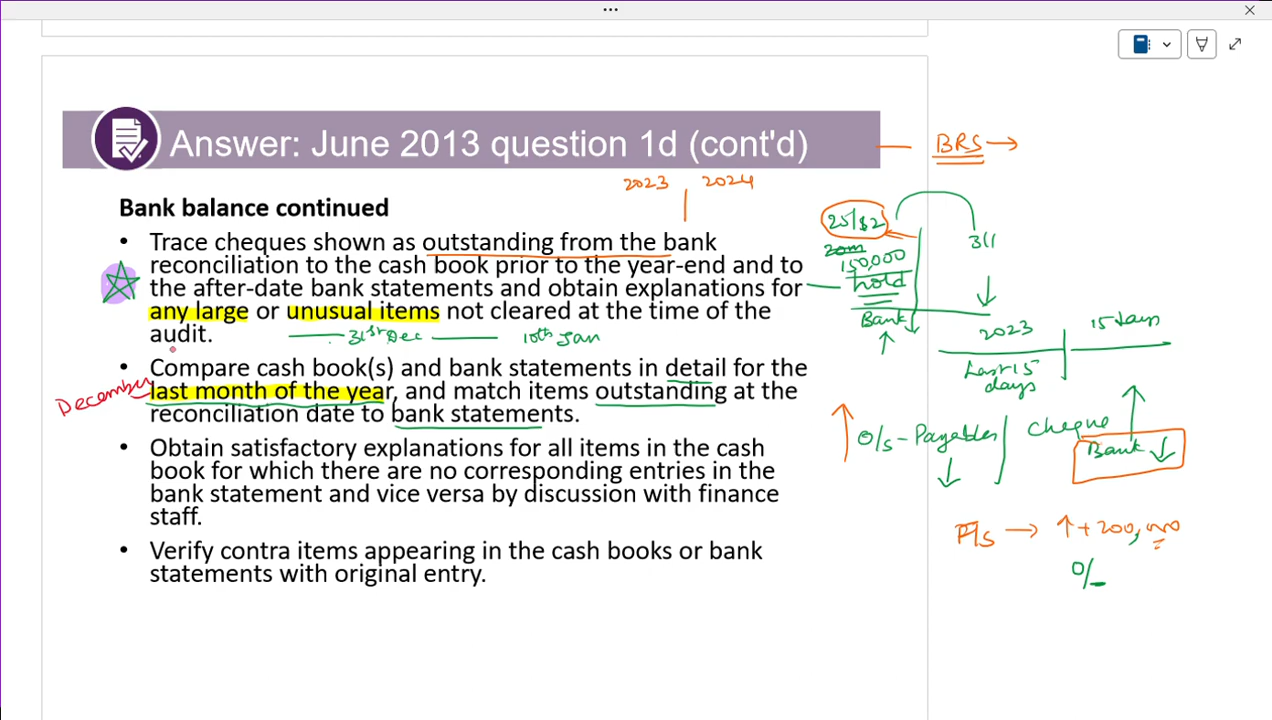 Answer: June 2013 question 1d (cont'd)
BRS →
2023 | 2024
Bank balance continued
• Trace cheques shown as outstanding from the bank
reconciliation to the cash book prior to the year-end and to
the after-date bank statements and obtain explanations for
any large or unusual items not cleared at the time of the
audit.
31st Dec
10th Jan
• Compare cash book(s) and bank statements in detail for the
December
last month of the year, and match items outstanding at the
reconciliation date to bank statements.
• Obtain satisfactory explanations for all items in the cash
book for which there are no corresponding entries in the
bank statement and vice versa by discussion with finance
staff.
• Verify contra items appearing in the cash books or bank
statements with original entry.
20m
150,000
hold
Bank ↓
2023
15 days
Last 15
days
O/s - Payables
cheque
Bank ↓
→ ↑ + 200,000